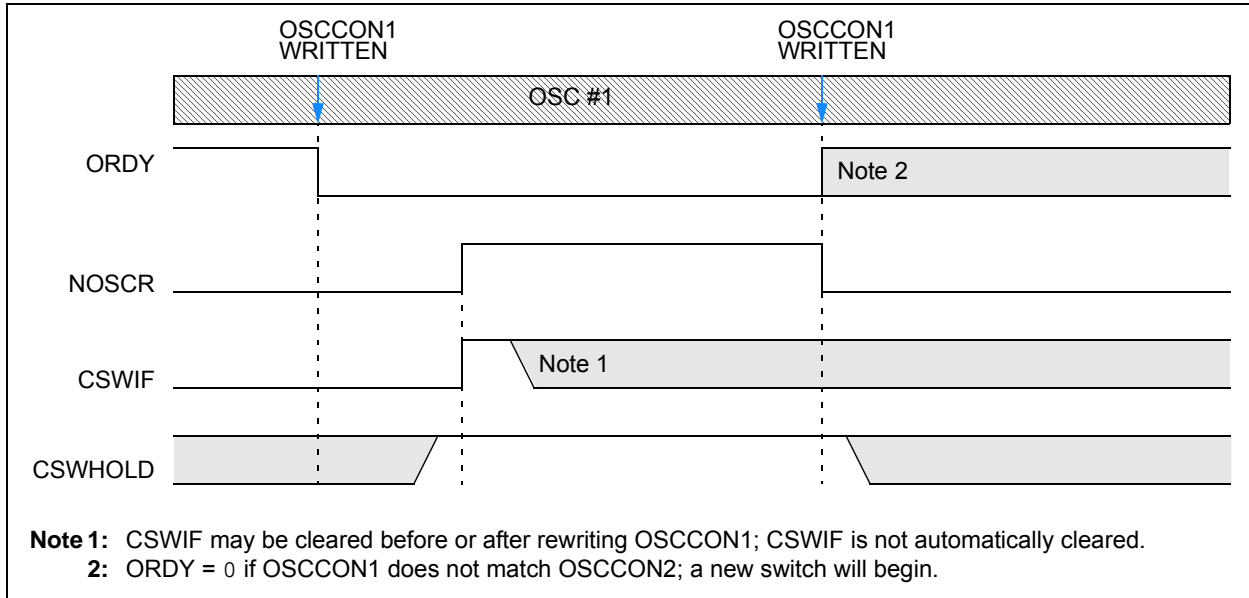 OSCCON1
WRITTEN
OSCCON1
WRITTEN
OSC #1
ORDY
Note 2
NOSCR
CSWIF
Note 1
CSWHOLD
Note 1: CSWIF may be cleared before or after rewriting OSCCON1; CSWIF is not automatically cleared.
2: ORDY = 0 if OSCCON1 does not match OSCCON2; a new switch will begin.